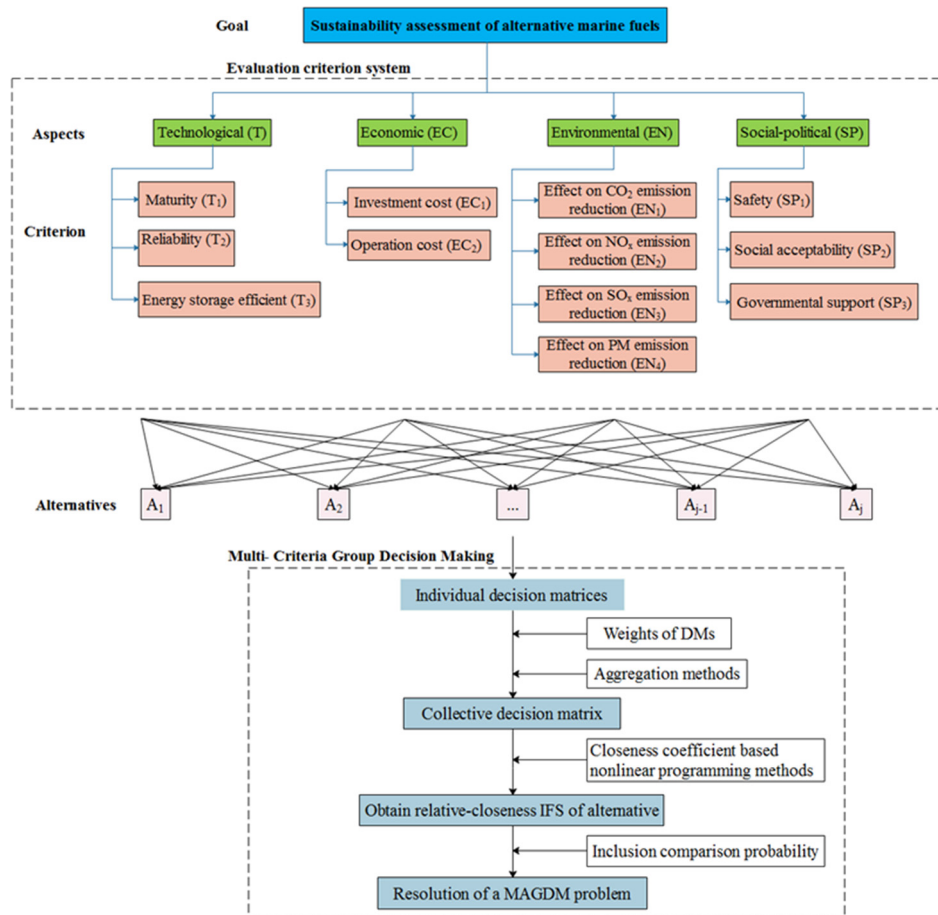 Goal
Sustainability assessment of alternative marine fuels
Evaluation criterion system
Aspects
Technological (T)
Economic (EC)
Environmental (EN)
Social-political (SP)
Criterion
Maturity (T₁)
Reliability (T₂)
Energy storage efficient (T₃)
Investment cost (EC₁)
Operation cost (EC₂)
Effect on CO₂ emission
reduction (EN₁)
Effect on NOₓ emission
reduction (EN₂)
Effect on SOₓ emission
reduction (EN₃)
Effect on PM emission
reduction (EN₄)
Safety (SP₁)
Social acceptability (SP₂)
Governmental support (SP₃)
Alternatives
A₁
A₂
...
Aⱼ₋₁
Aⱼ
Multi- Criteria Group Decision Making
Individual decision matrices
Weights of DMs
Aggregation methods
Collective decision matrix
Closeness coefficient based
nonlinear programming methods
Obtain relative-closeness IFS of alternative
Inclusion comparison probability
Resolution of a MAGDM problem